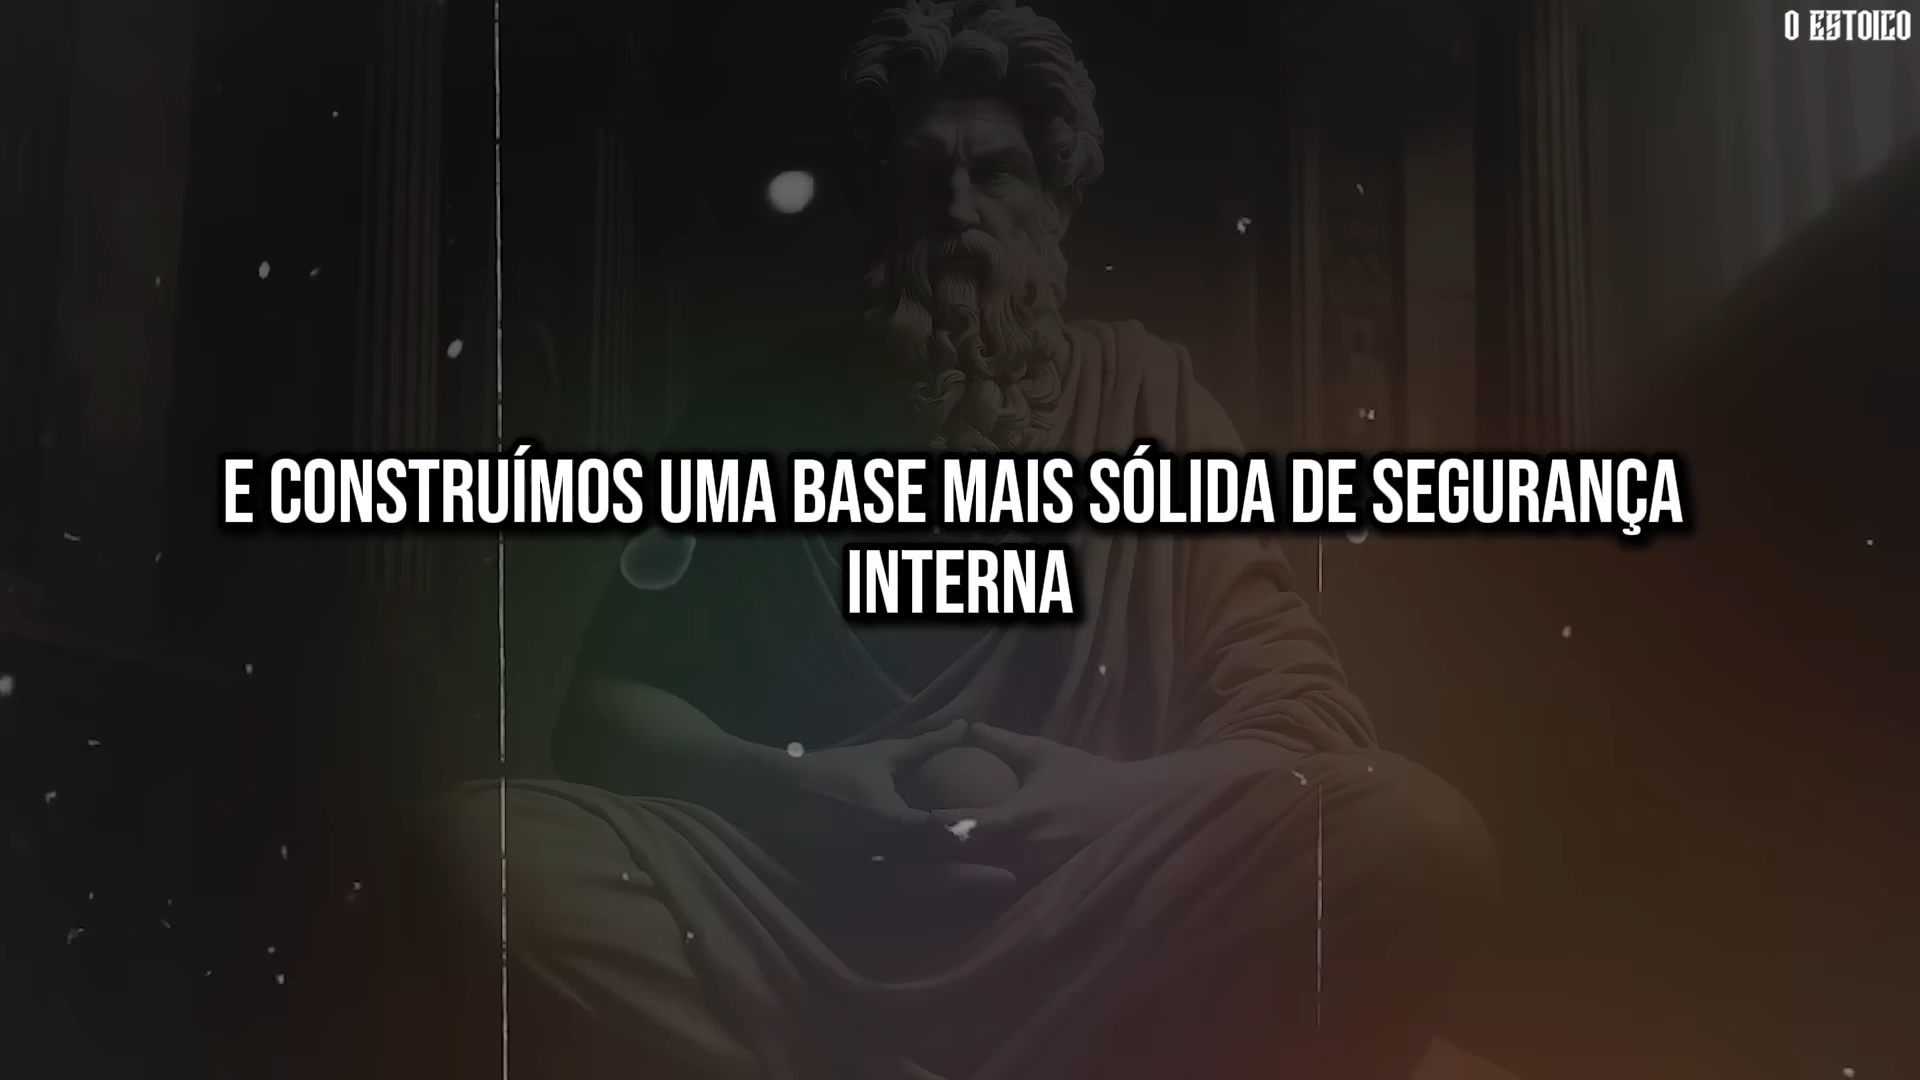 O ESTOICO
E CONSTRUÍMOS UMA BASE MAIS SÓLIDA DE SEGURANÇA
INTERNA